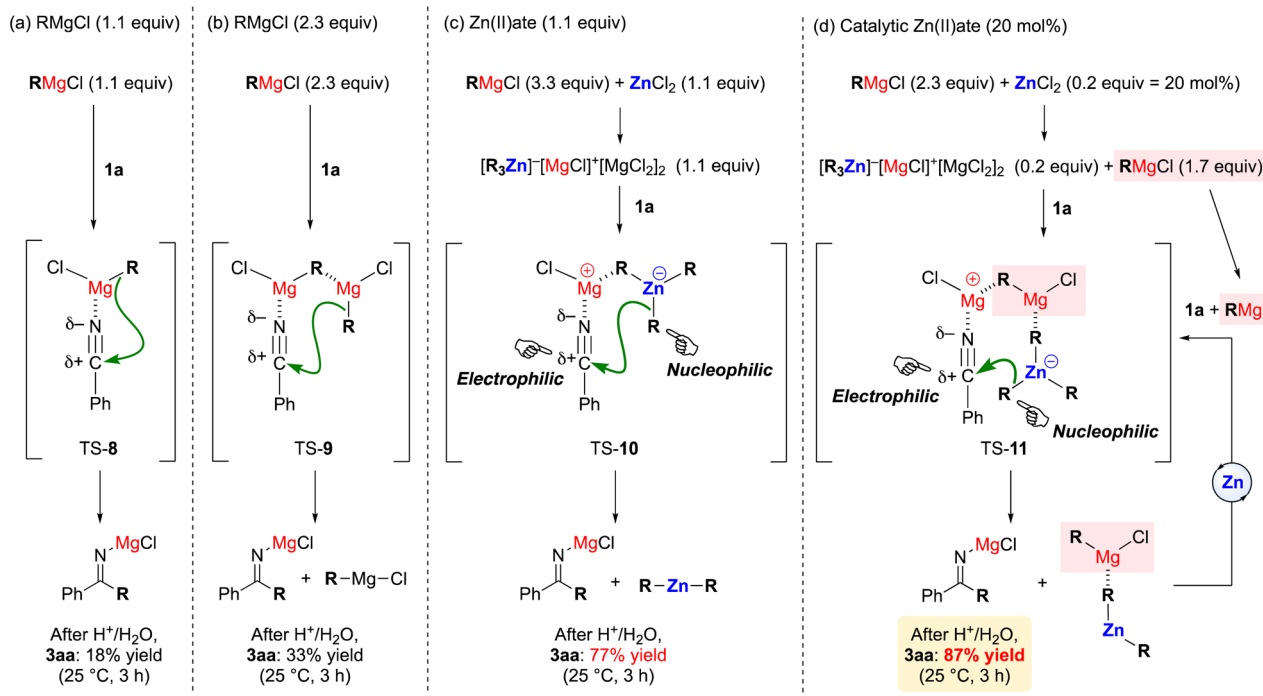 (a) RMgCl (1.1 equiv)
RMgCl (1.1 equiv)
1a
Cl
Mg
R
δ–
N
δ+
C
Ph
TS-8
MgCl
N
Ph
R
After H⁺/H₂O,
3aa: 18% yield
(25 °C, 3 h)
(b) RMgCl (2.3 equiv)
RMgCl (2.3 equiv)
1a
Cl
R
Cl
Mg
Mg
δ–
N
R
δ+
C
Ph
TS-9
MgCl
N
Ph
R
+ R–Mg–Cl
After H⁺/H₂O,
3aa: 33% yield
(25 °C, 3 h)
(c) Zn(II)ate (1.1 equiv)
RMgCl (3.3 equiv) + ZnCl₂ (1.1 equiv)
[R₃Zn]⁻[MgCl]⁺[MgCl₂]₂ (1.1 equiv)
1a
Cl
⊕
R
⊖
R
Mg
Zn
δ–
N
R
δ+
C
Electrophilic
Nucleophilic
Ph
TS-10
MgCl
N
Ph
R
+ R–Zn–R
After H⁺/H₂O,
3aa: 77% yield
(25 °C, 3 h)
(d) Catalytic Zn(II)ate (20 mol%)
RMgCl (2.3 equiv) + ZnCl₂ (0.2 equiv = 20 mol%)
[R₃Zn]⁻[MgCl]⁺[MgCl₂]₂ (0.2 equiv) + RMgCl (1.7 equiv)
1a
Cl
⊕
R
Cl
Mg
Mg
δ–
N
R
δ+
C
Zn
⊖
R
R
Electrophilic
Ph
Nucleophilic
TS-11
1a + RMg
Zn
MgCl
N
Ph
R
+
R
Cl
Mg
R
Zn
R
After H⁺/H₂O,
3aa: 87% yield
(25 °C, 3 h)